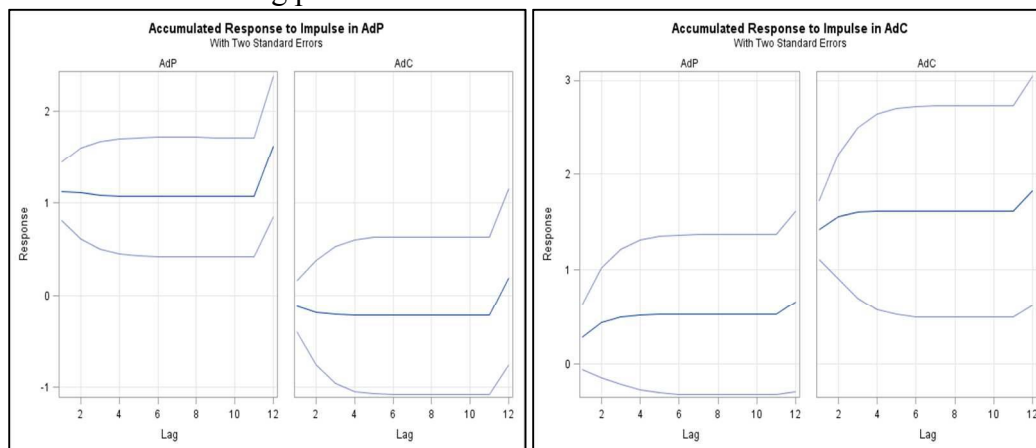 Accumulated Response to Impulse in AdP
With Two Standard Errors
AdP
AdC
Response
2
1
0
-1
2 4 6 8 10 12
2 4 6 8 10 12
Lag
Lag
Accumulated Response to Impulse in AdC
With Two Standard Errors
AdP
AdC
Response
3
2
1
0
2 4 6 8 10 12
2 4 6 8 10 12
Lag
Lag